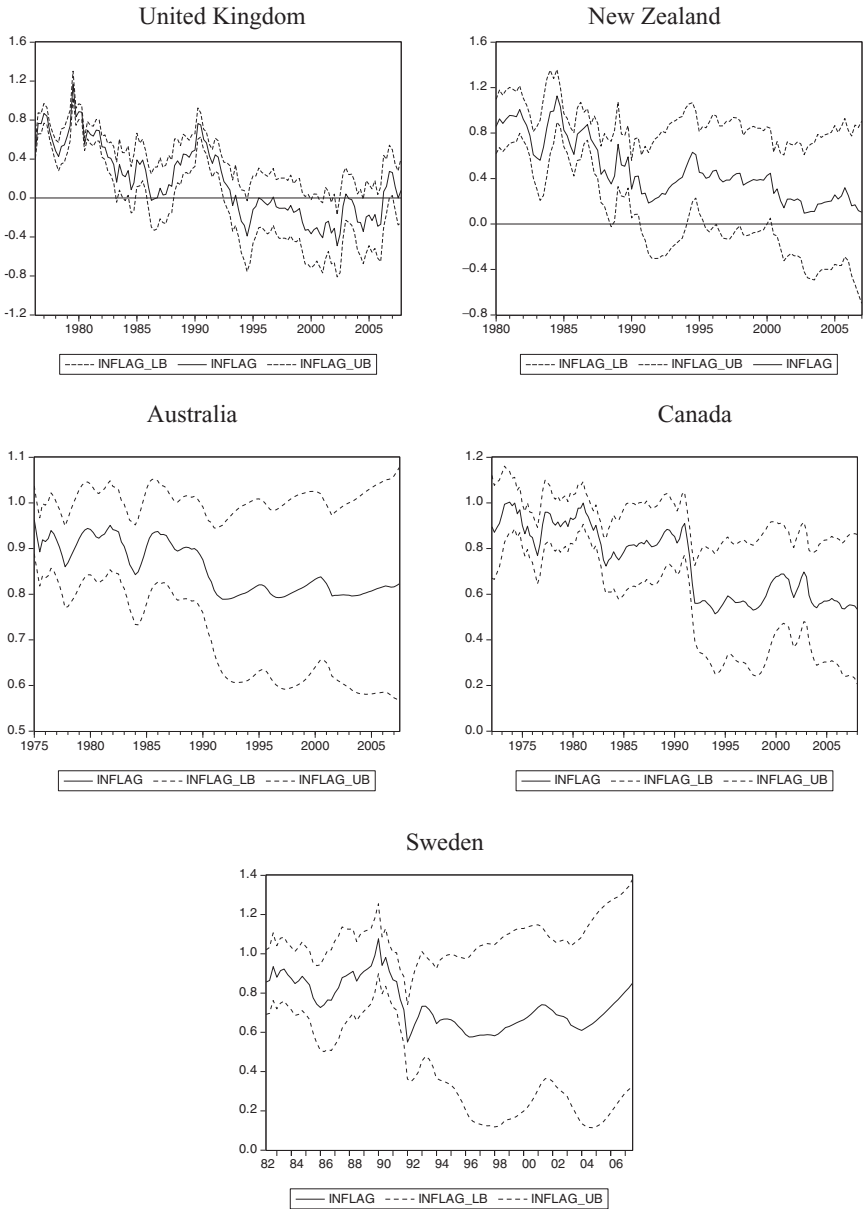 United Kingdom
1.6
1.2
0.8
0.4
0.0
-0.4
-0.8
-1.2
1980 1985 1990 1995 2000 2005
INFLAG_LB INFLAG INFLAG_UB
New Zealand
1.6
1.2
0.8
0.4
0.0
–0.4
–0.8
1980 1985 1990 1995 2000 2005
INFLAG_LB INFLAG_UB INFLAG
Australia
1.1
1.0
0.9
0.8
0.7
0.6
0.5
1975 1980 1985 1990 1995 2000 2005
INFLAG INFLAG_LB INFLAG_UB
Canada
1.2
1.0
0.8
0.6
0.4
0.2
0.0
1975 1980 1985 1990 1995 2000 2005
INFLAG INFLAG_LB INFLAG_UB
Sweden
1.4
1.2
1.0
0.8
0.6
0.4
0.2
0.0
82 84 86 88 90 92 94 96 98 00 02 04 06
INFLAG INFLAG_LB INFLAG_UB